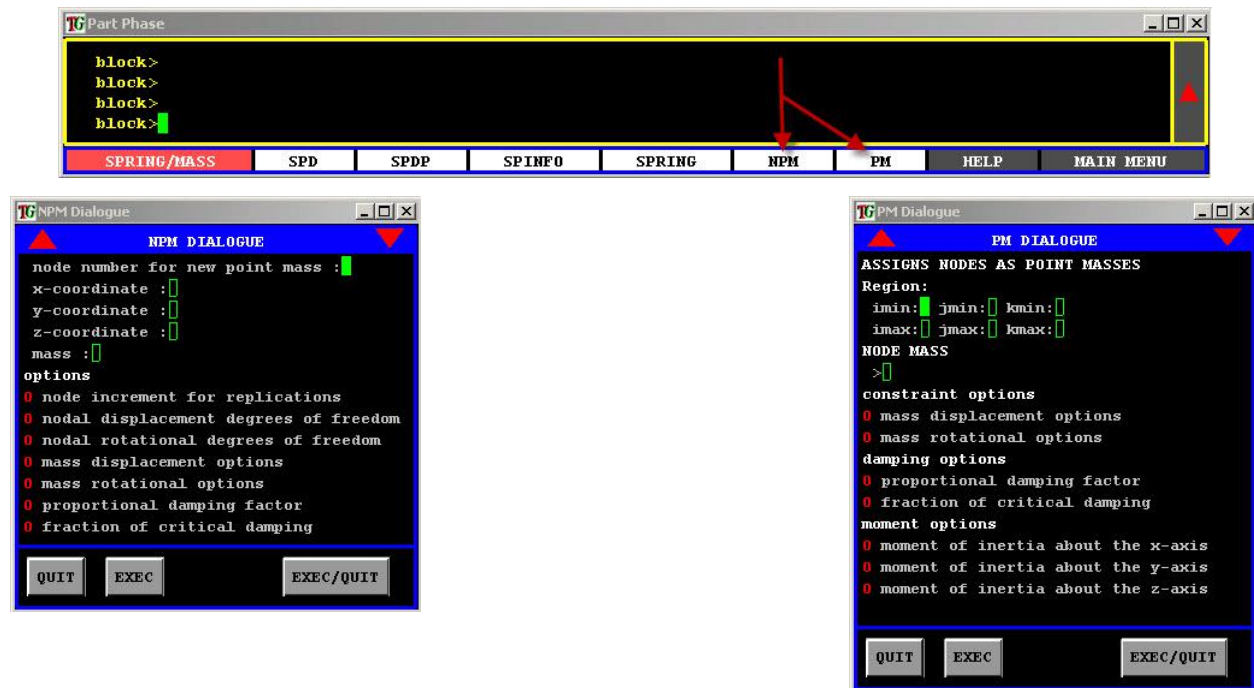 TG Part Phase
block>
block>
block>
block>
SPRING/MASS SPD SPDP SPINFO SPRING NPM PM HELP MAIN MENU
TG NPM Dialogue
NPM DIALOGUE
node number for new point mass :
x-coordinate :
y-coordinate :
z-coordinate :
mass :
options
0 node increment for replications
0 nodal displacement degrees of freedom
0 nodal rotational degrees of freedom
0 mass displacement options
0 mass rotational options
0 proportional damping factor
0 fraction of critical damping
QUIT EXEC EXEC/QUIT
TG PM Dialogue
PM DIALOGUE
ASSIGNS NODES AS POINT MASSES
Region:
imin: jmin: kmin:
imax: jmax: kmax:
NODE MASS
>
constraint options
0 mass displacement options
0 mass rotational options
damping options
0 proportional damping factor
0 fraction of critical damping
moment options
0 moment of inertia about the x-axis
0 moment of inertia about the y-axis
0 moment of inertia about the z-axis
QUIT EXEC EXEC/QUIT